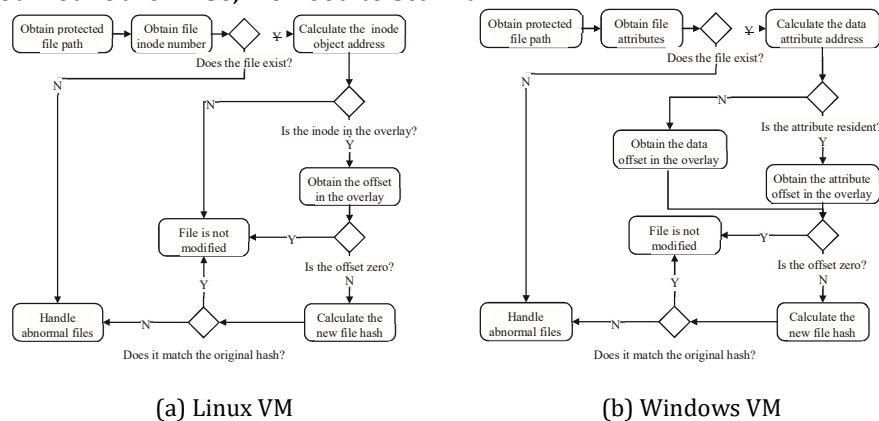 Obtain protected
file path
Obtain file
inode number
Y
Calculate the inode
object address
Does the file exist?
N
N
Is the inode in the overlay?
Y
Obtain the offset
in the overlay
File is not
modified
Y
Is the offset zero?
Y
N
Handle
abnormal files
N
Calculate the
new file hash
Does it match the original hash?
(a) Linux VM
Obtain protected
file path
Obtain file
attributes
Y
Calculate the data
attribute address
Does the file exist?
N
N
Is the attribute resident?
Obtain the data
offset in the overlay
Y
Obtain the attribute
offset in the overlay
File is not
modified
Y
Is the offset zero?
Y
N
Handle
abnormal files
N
Calculate the
new file hash
Does it match the original hash?
(b) Windows VM